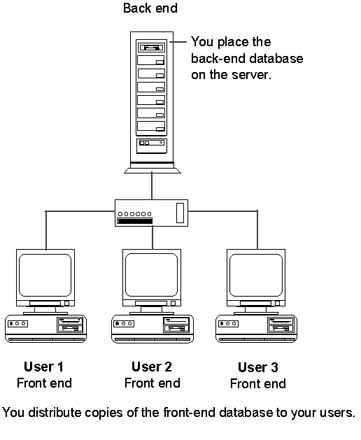 Back end
You place the
back-end database
on the server.
User 1
Front end
User 2
Front end
User 3
Front end
You distribute copies of the front-end database to your users.